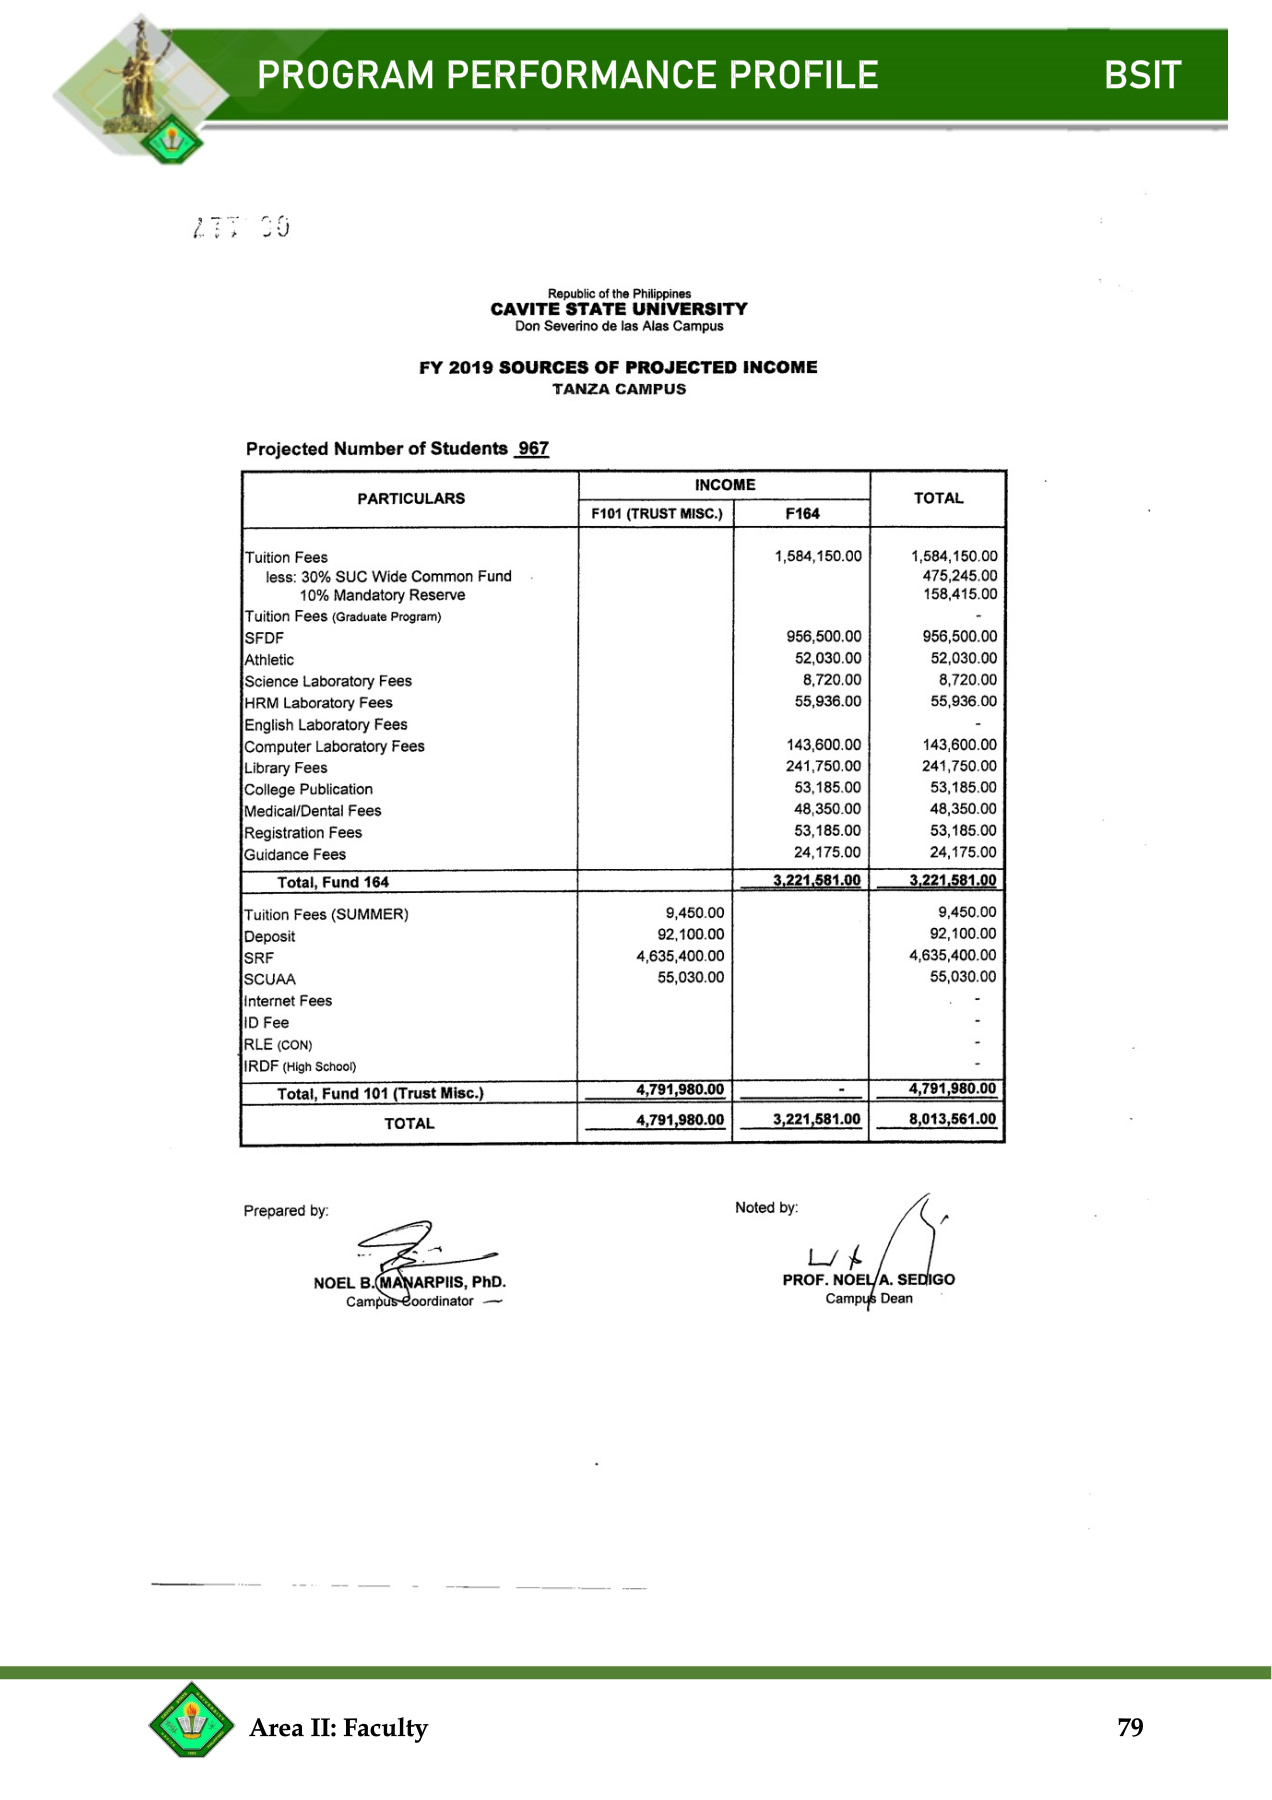 PROGRAM PERFORMANCE PROFILE BSIT
Republic of the Philippines
CAVITE STATE UNIVERSITY
Don Severino de las Alas Campus
FY 2019 SOURCES OF PROJECTED INCOME
TANZA CAMPUS
Projected Number of Students 967
PARTICULARS INCOME TOTAL
F101 (TRUST MISC.) F164
Tuition Fees 1,584,150.00 1,584,150.00
less: 30% SUC Wide Common Fund 475,245.00
10% Mandatory Reserve 158,415.00
Tuition Fees (Graduate Program) -
SFDF 956,500.00 956,500.00
Athletic 52,030.00 52,030.00
Science Laboratory Fees 8,720.00 8,720.00
HRM Laboratory Fees 55,936.00 55,936.00
English Laboratory Fees -
Computer Laboratory Fees 143,600.00 143,600.00
Library Fees 241,750.00 241,750.00
College Publication 53,185.00 53,185.00
Medical/Dental Fees 48,350.00 48,350.00
Registration Fees 53,185.00 53,185.00
Guidance Fees 24,175.00 24,175.00
Total, Fund 164 3,221,581.00 3,221,581.00
Tuition Fees (SUMMER) 9,450.00 9,450.00
Deposit 92,100.00 92,100.00
SRF 4,635,400.00 4,635,400.00
SCUAA 55,030.00 55,030.00
Internet Fees -
ID Fee -
RLE (CON) -
IRDF (High School) -
Total, Fund 101 (Trust Misc.) 4,791,980.00 - 4,791,980.00
TOTAL 4,791,980.00 3,221,581.00 8,013,561.00
Prepared by: Noted by:
NOEL B. MANARPIIS, PhD. PROF. NOEL A. SEDIGO
Campus Coordinator Campus Dean
Area II: Faculty 79